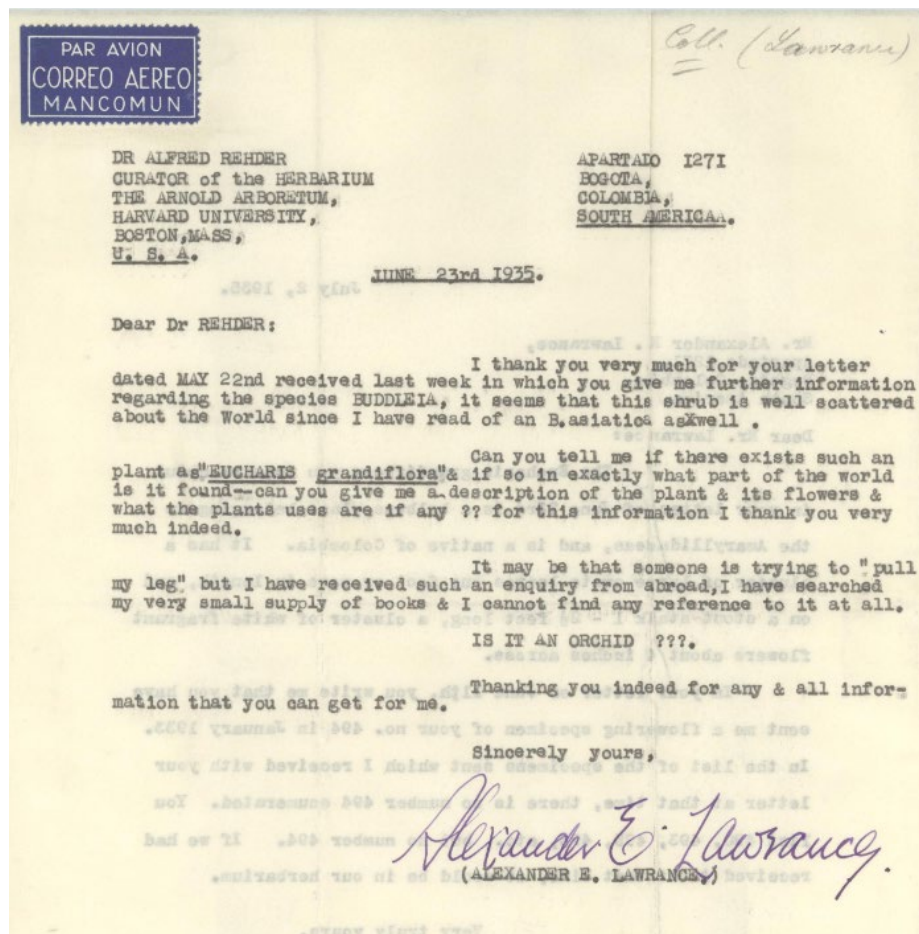 PAR AVION
CORREO AEREO
MANCOMUN
Coll. (Lawrance)
DR ALFRED REHDER
CURATOR of the HERBARIUM
THE ARNOLD ARBORETUM,
HARVARD UNIVERSITY,
BOSTON,MASS,
U. S. A.
APARTADO I27I
BOGOTA,
COLOMBIA,
SOUTH AMERICAA.
JUNE 23rd I935.
Dear Dr REHDER:
I thank you very much for your letter
dated MAY 22nd received last week in which you give me further information
regarding the species BUDDLEIA, it seems that this shrub is well scattered
about the World since I have read of an B.asiatica asXwell .
Can you tell me if there exists such an
plant as"EUCHARIS grandiflora"& if so in exactly what part of the world
is it found--can you give me a description of the plant & its flowers &
what the plants uses are if any ?? for this information I thank you very
much indeed.
It may be that someone is trying to "pull
my leg" but I have received such an enquiry from abroad,I have searched
my very small supply of books & I cannot find any reference to it at all.
IS IT AN ORCHID ???.
Thanking you indeed for any & all infor-
mation that you can get for me.
Sincerely yours,
Alexander E. Lawrance.
(ALEXANDER E. LAWRANCE)